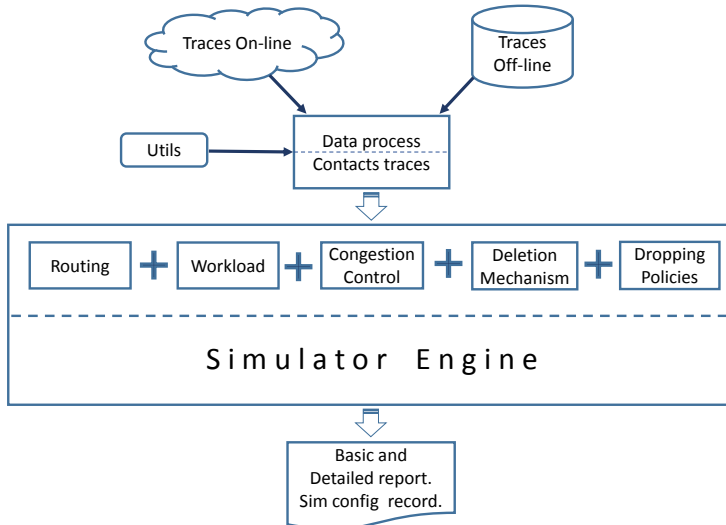 Traces On-line
Traces
Off-line
Utils
Data process
Contacts traces
Routing
Workload
Congestion
Control
Deletion
Mechanism
Dropping
Policies
Simulator Engine
Basic and
Detailed report.
Sim config record.